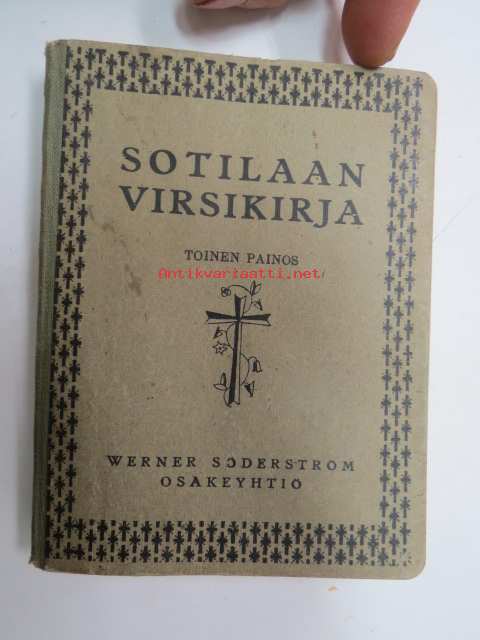 SOTILAAN
VIRSIKIRJA
TOINEN PAINOS
Antikvariaatti.net
WERNER SÖDERSTRÖM
OSAKEYHTIÖ